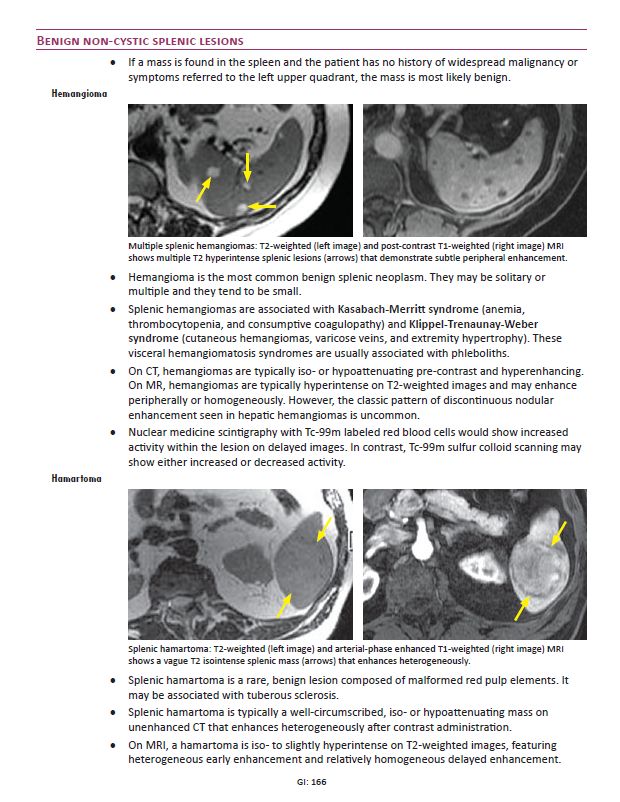 BENIGN NON-CYSTIC SPLENIC LESIONS
• If a mass is found in the spleen and the patient has no history of widespread malignancy or
symptoms referred to the left upper quadrant, the mass is most likely benign.
Hemangioma
Multiple splenic hemangiomas: T2-weighted (left image) and post-contrast T1-weighted (right image) MRI
shows multiple T2 hyperintense splenic lesions (arrows) that demonstrate subtle peripheral enhancement.
• Hemangioma is the most common benign splenic neoplasm. They may be solitary or
multiple and they tend to be small.
• Splenic hemangiomas are associated with Kasabach-Merritt syndrome (anemia,
thrombocytopenia, and consumptive coagulopathy) and Klippel-Trenaunay-Weber
syndrome (cutaneous hemangiomas, varicose veins, and extremity hypertrophy). These
visceral hemangiomatosis syndromes are usually associated with phleboliths.
• On CT, hemangiomas are typically iso- or hypoattenuating pre-contrast and hyperenhancing.
On MR, hemangiomas are typically hyperintense on T2-weighted images and may enhance
peripherally or homogeneously. However, the classic pattern of discontinuous nodular
enhancement seen in hepatic hemangiomas is uncommon.
• Nuclear medicine scintigraphy with Tc-99m labeled red blood cells would show increased
activity within the lesion on delayed images. In contrast, Tc-99m sulfur colloid scanning may
show either increased or decreased activity.
Hamartoma
Splenic hamartoma: T2-weighted (left image) and arterial-phase enhanced T1-weighted (right image) MRI
shows a vague T2 isointense splenic mass (arrows) that enhances heterogeneously.
• Splenic hamartoma is a rare, benign lesion composed of malformed red pulp elements. It
may be associated with tuberous sclerosis.
• Splenic hamartoma is typically a well-circumscribed, iso- or hypoattenuating mass on
unenhanced CT that enhances heterogeneously after contrast administration.
• On MRI, a hamartoma is iso- to slightly hyperintense on T2-weighted images, featuring
heterogeneous early enhancement and relatively homogeneous delayed enhancement.
GI: 166